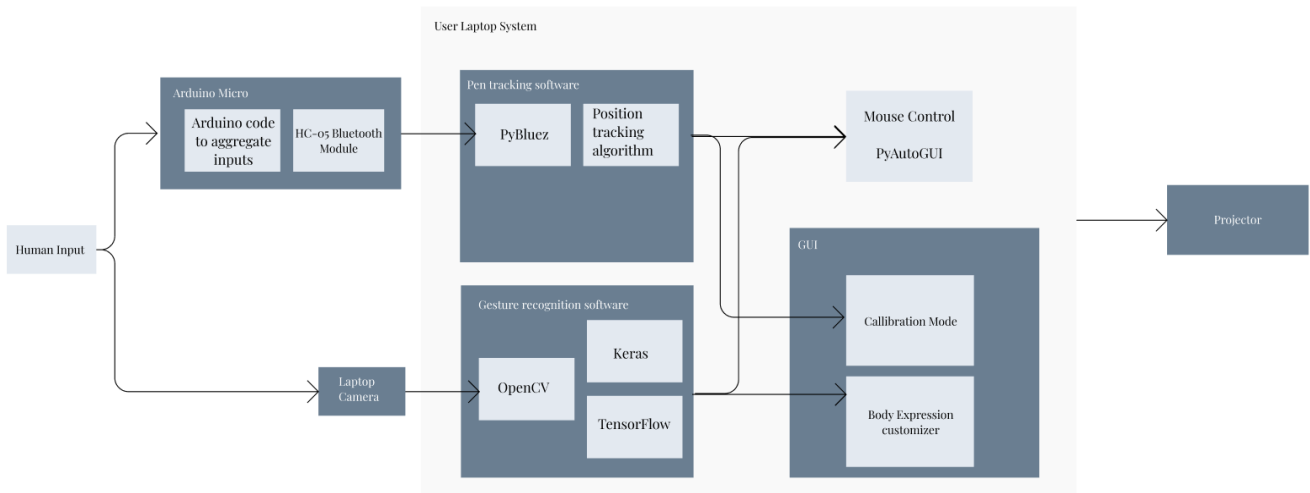 User Laptop System
Arduino Micro
Arduino code
to aggregate
inputs
HC-05 Bluetooth
Module
Pen tracking software
PyBluez
Position
tracking
algorithm
Mouse Control
PyAutoGUI
Human Input
Projector
GUI
Callibration Mode
Body Expression
customizer
Gesture recognition software
OpenCV
Keras
TensorFlow
Laptop
Camera